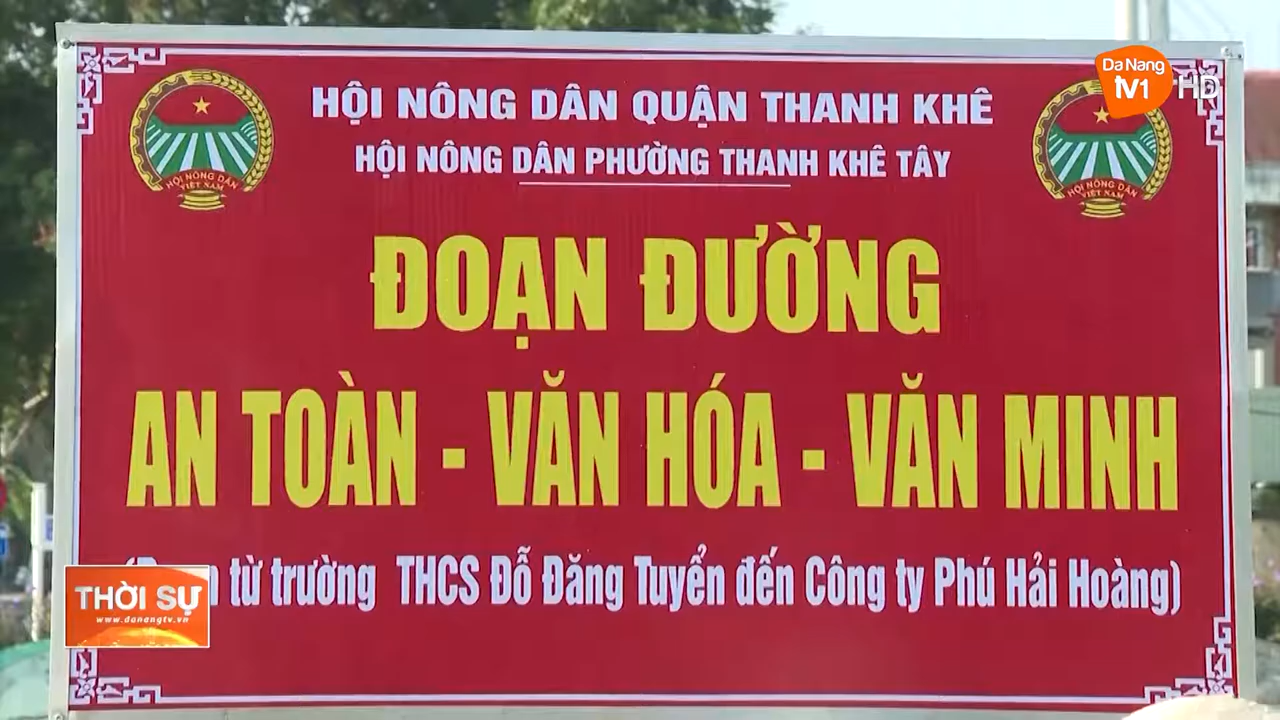 Da Nang
tv1 HD
HỘI NÔNG DÂN QUẬN THANH KHÊ
HỘI NÔNG DÂN PHƯỜNG THANH KHÊ TÂY
HỘI NÔNG DÂN
VIỆT NAM
HỘI NÔNG DÂN
VIỆT NAM
ĐOẠN ĐƯỜNG
AN TOÀN - VĂN HÓA - VĂN MINH
từ trường THCS Đỗ Đăng Tuyển đến Công ty Phú Hải Hoàng)
THỜI SỰ
www.danangtv.vn